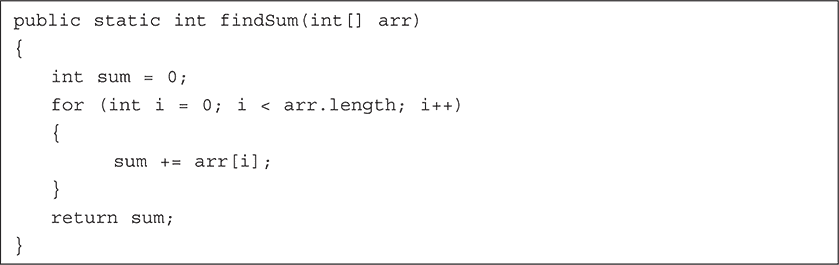 public static int findSum(int[] arr)
{
int sum = 0;
for (int i = 0; i < arr.length; i++)
{
sum += arr[i];
}
return sum;
}